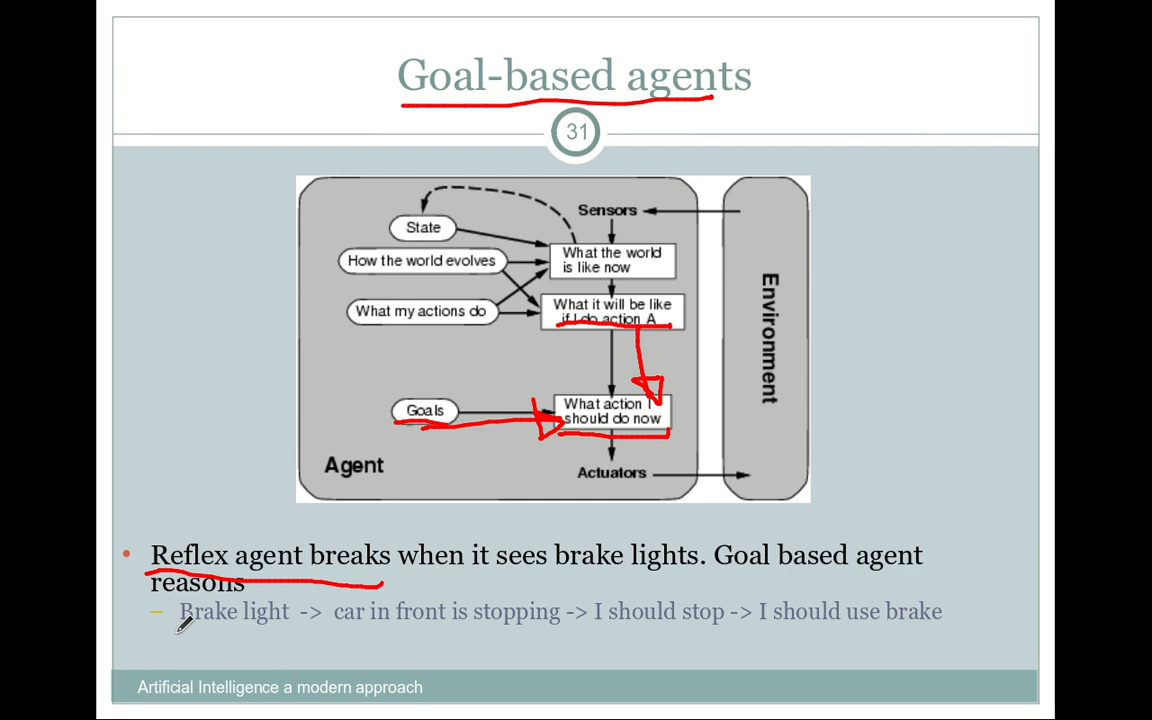 Goal-based agents
31
Sensors
State
What the world
is like now
How the world evolves
What it will be like
if I do action A
What my actions do
Environment
Goals
What action I
should do now
Agent
Actuators
• Reflex agent breaks when it sees brake lights. Goal based agent
reasons
– Brake light -> car in front is stopping -> I should stop -> I should use brake
Artificial Intelligence a modern approach